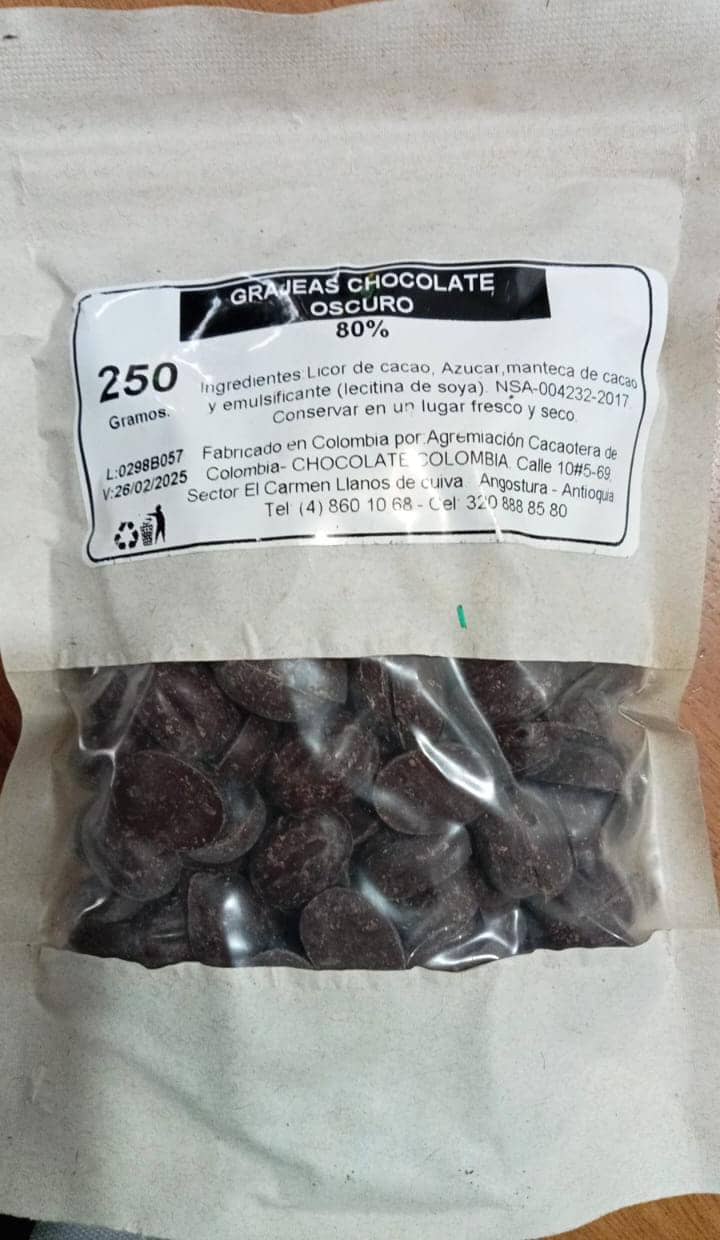 GRAJEAS CHOCOLATE
OSCURO
80%
250
Gramos.
Ingredientes:Licor de cacao, Azucar,manteca de cacao
y emulsificante (lecitina de soya). NSA-004232-2017.
Conservar en un lugar fresco y seco.
L:0298B057
V:26/02/2025
Fabricado en Colombia por:Agremiación Cacaotera de
Colombia- CHOCOLATE COLOMBIA. Calle 10#5-69.
Sector El Carmen Llanos de cuiva. Angostura - Antioquia
Tel: (4) 860 10 68 - Cel: 320 888 85 80